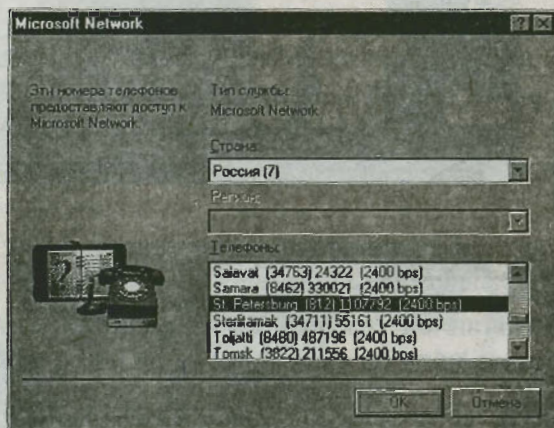 Microsoft Network
Эти номера телефонов
предоставляют доступ к
Microsoft Network.
Тип службы:
Microsoft Network
Страна:
Россия (7)
Регион:
Телефоны:
Salavat (34763) 24322 (2400 bps)
Samara (8462) 330021 (2400 bps)
St. Petersburg (812) 1107792 (2400 bps)
Sterlitamak (34711) 55161 (2400 bps)
Toljatti (8480) 487196 (2400 bps)
Tomsk (3822) 211556 (2400 bps)
OK
Отмена